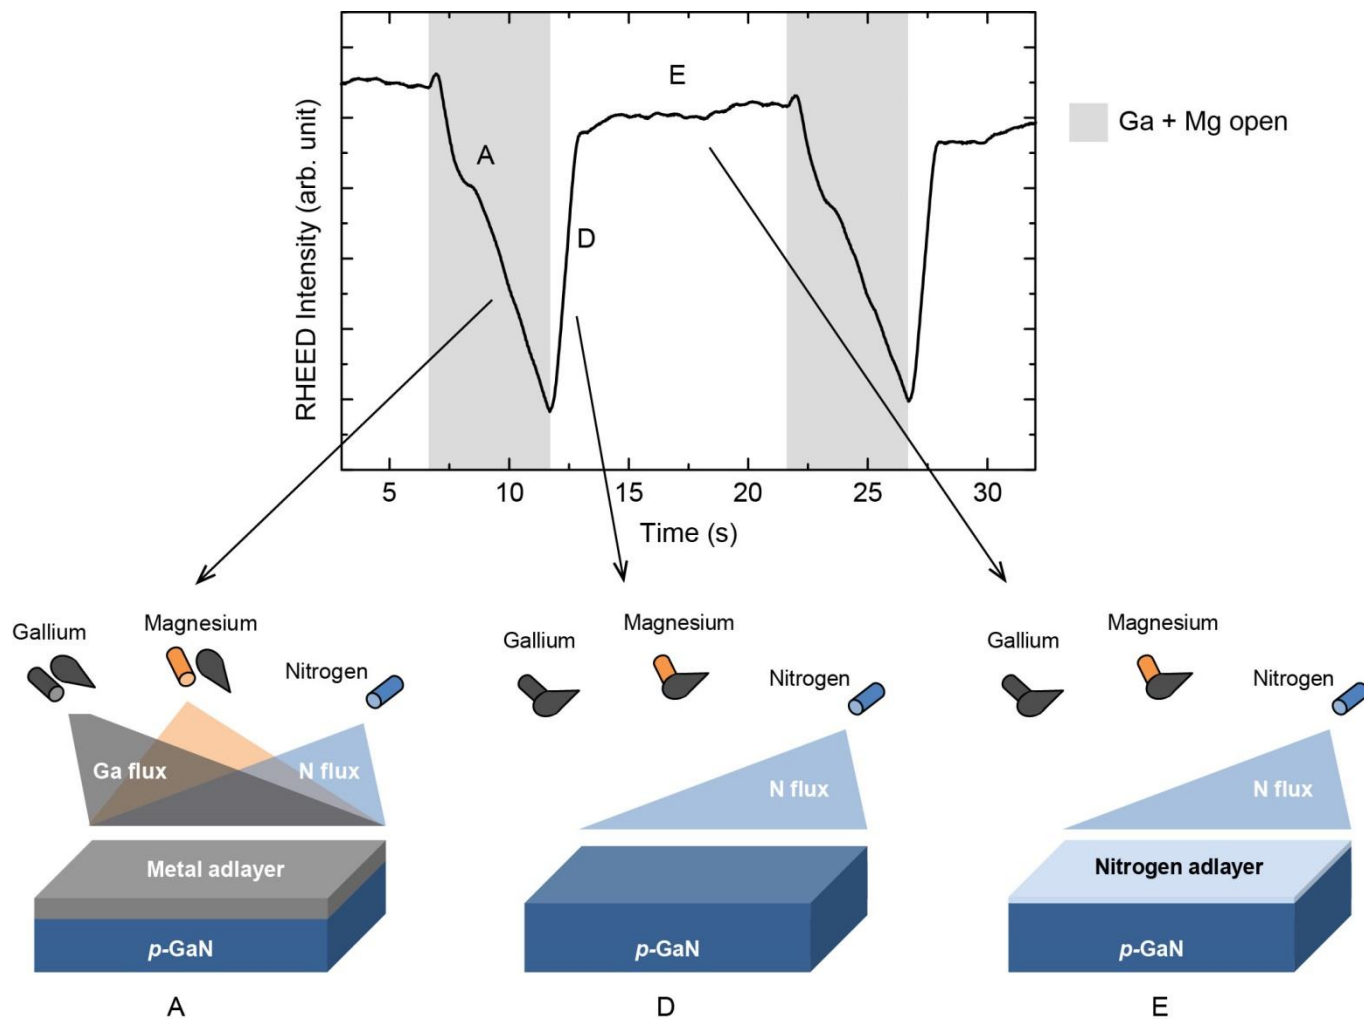 RHEED Intensity (arb. unit)
A
D
E
Ga + Mg open
5 10 15 20 25 30
Time (s)
Gallium
Magnesium
Nitrogen
Ga flux
N flux
Metal adlayer
p-GaN
A
Gallium
Magnesium
Nitrogen
N flux
p-GaN
D
Gallium
Magnesium
Nitrogen
N flux
Nitrogen adlayer
p-GaN
E